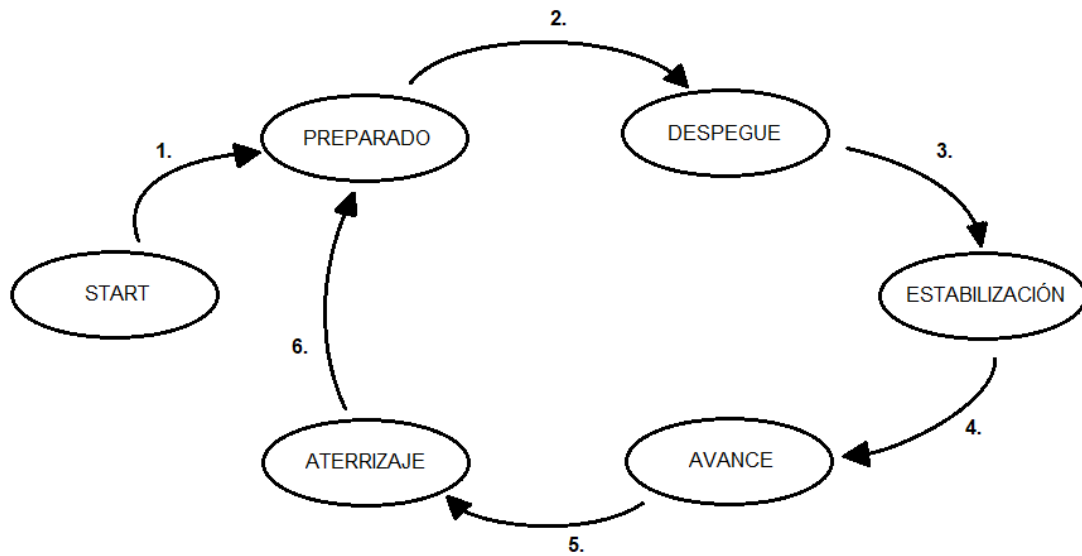 2.
PREPARADO
DESPEGUE
1.
3.
START
ESTABILIZACIÓN
6.
4.
ATERRIZAJE
AVANCE
5.